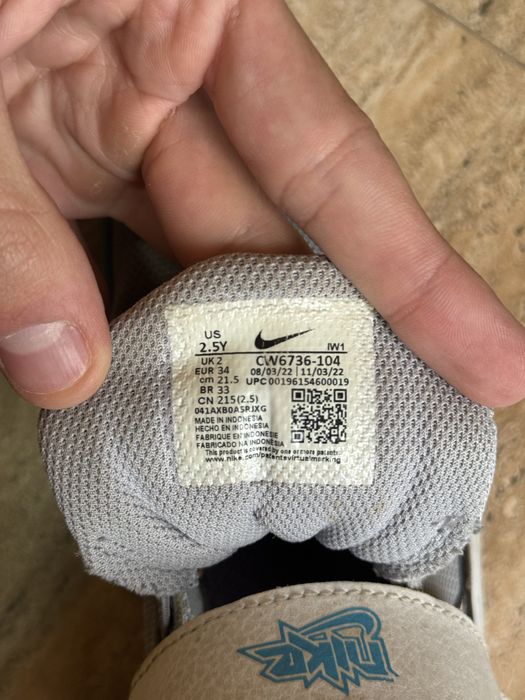 US
2.5Y
IW1
UK 2
CW6736-104
EUR 34
08/03/22 | 11/03/22
cm 21.5
UPC 00196154600019
BR 33
CN 215(2.5)
041AXB0A5RJXG
MADE IN INDONESIA
HECHO EN INDONESIA
FABRIQUE EN INDONESIE
FABRICADO NA INDONESIA
This product is covered by one or more patents.
www.nike.com/patentsvirtualmarking
nike